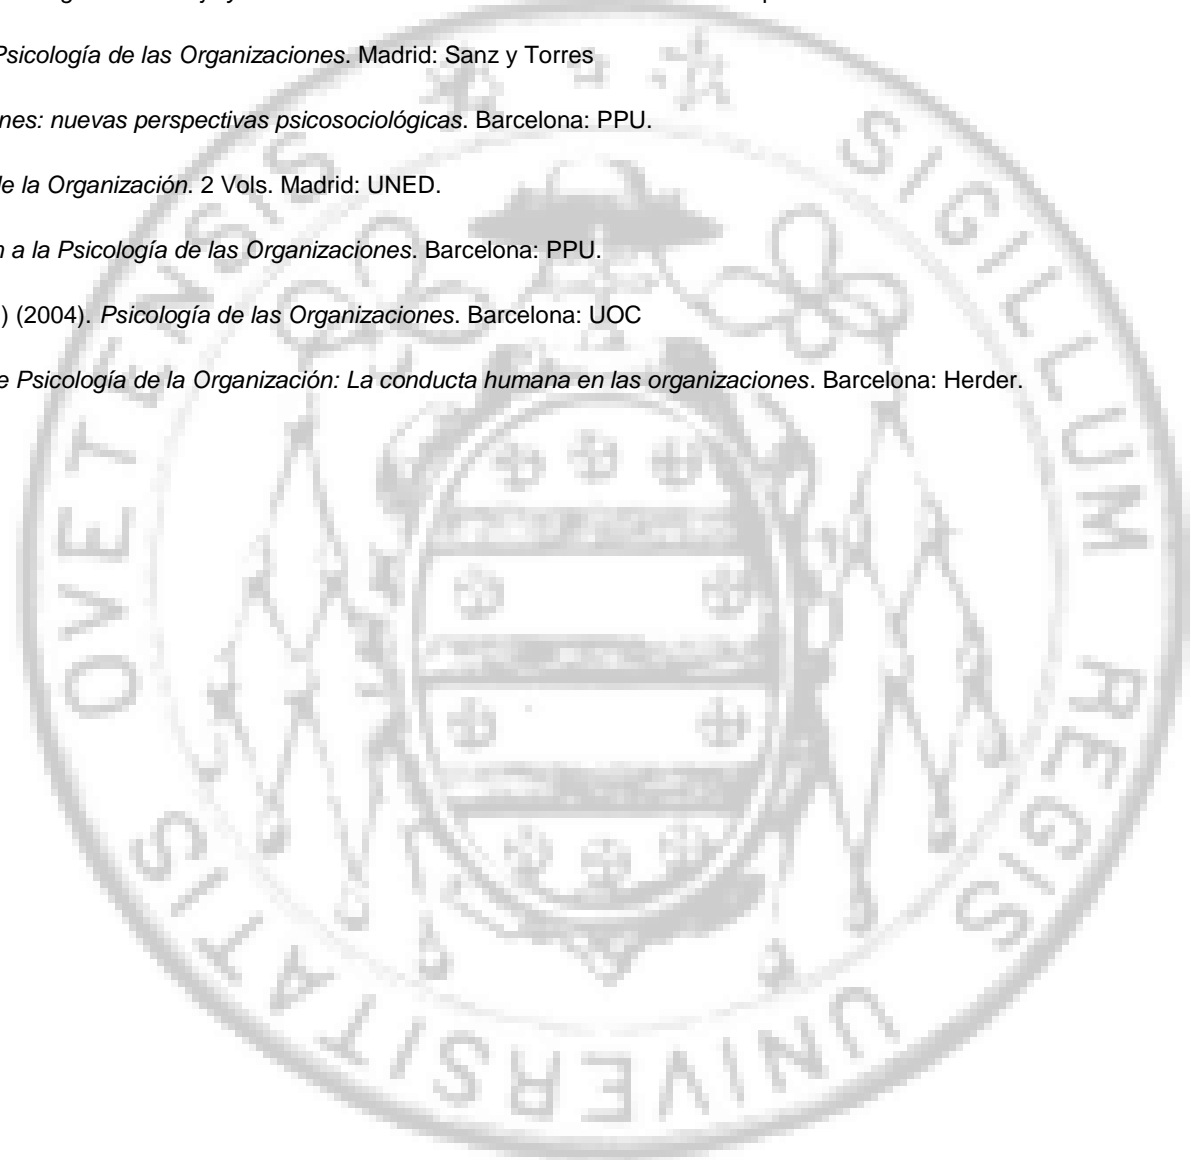 Psicología de las Organizaciones. Madrid: Sanz y Torres
nes: nuevas perspectivas psicosociológicas. Barcelona: PPU.
de la Organización. 2 Vols. Madrid: UNED.
n a la Psicología de las Organizaciones. Barcelona: PPU.
) (2004). Psicología de las Organizaciones. Barcelona: UOC
e Psicología de la Organización: La conducta humana en las organizaciones. Barcelona: Herder.
SIGILLUM REGIS UNIVERSITATIS OVETENSIS